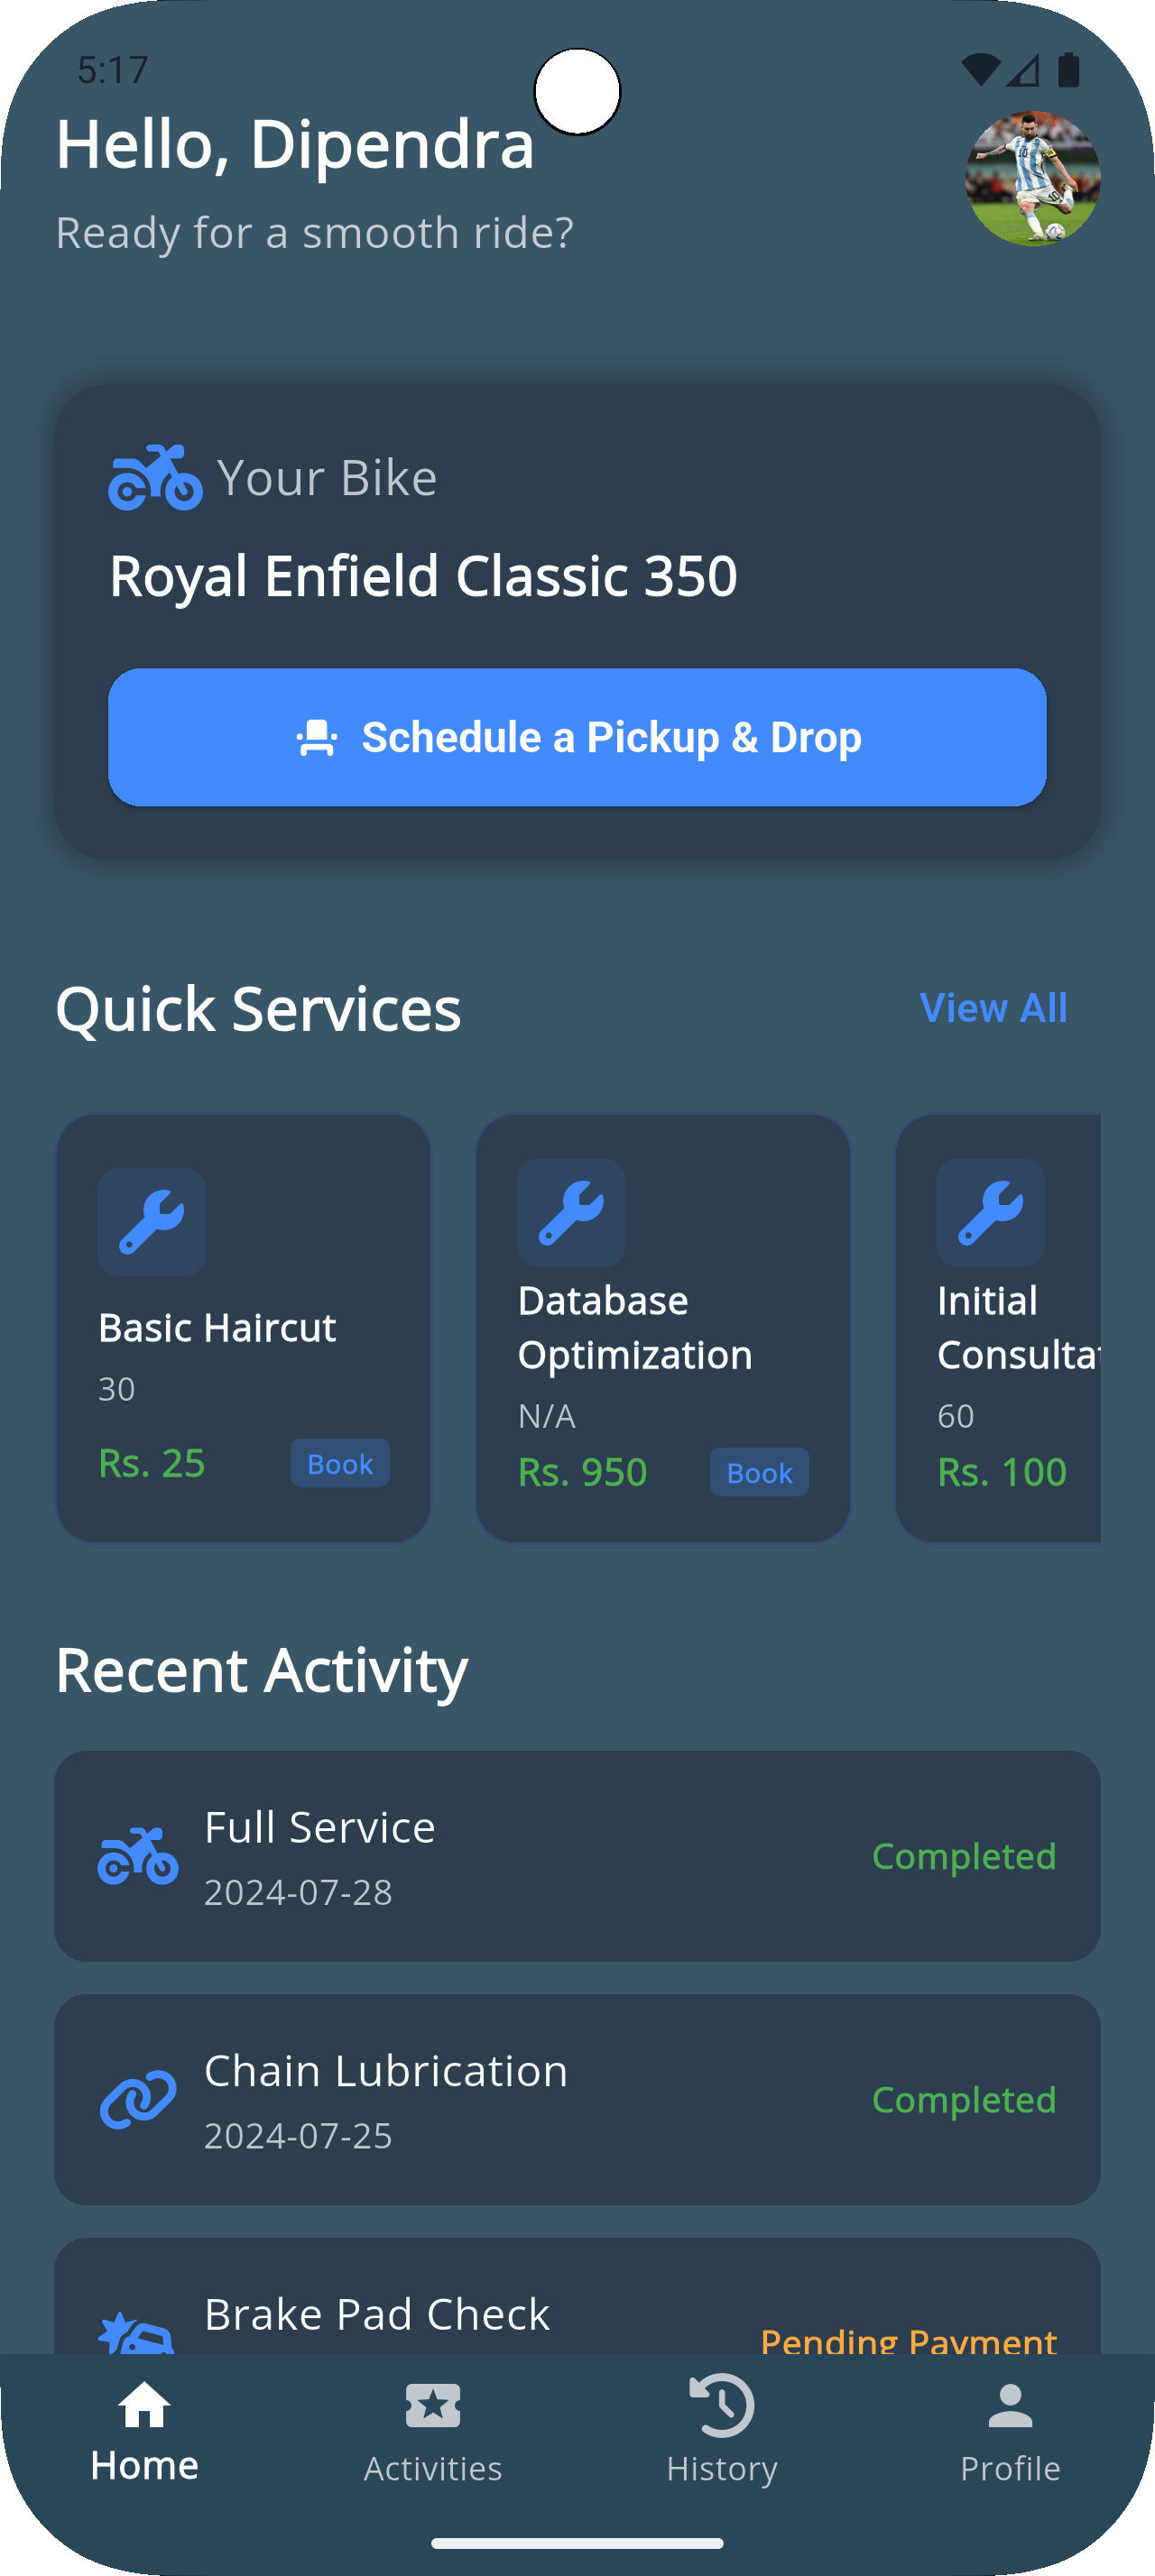 5:17
Hello, Dipendra
Ready for a smooth ride?
Your Bike
Royal Enfield Classic 350
Schedule a Pickup & Drop
Quick Services
View All
Basic Haircut
30
Rs. 25
Book
Database
Optimization
N/A
Rs. 950
Book
Initial
Consultat
60
Rs. 100
Recent Activity
Full Service
2024-07-28
Completed
Chain Lubrication
2024-07-25
Completed
Brake Pad Check
Pending Payment
Home
Activities
History
Profile